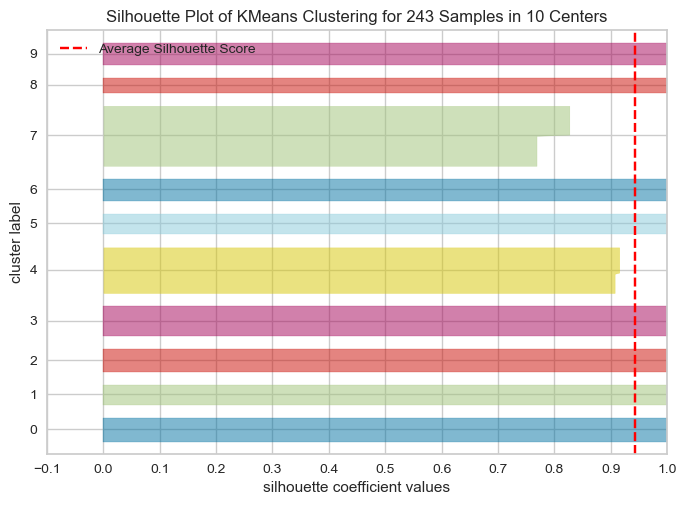 Silhouette Plot of KMeans Clustering for 243 Samples in 10 Centers
Average Silhouette Score
9
8
7
6
5
4
3
2
1
0
cluster label
−0.1 0.0 0.1 0.2 0.3 0.4 0.5 0.6 0.7 0.8 0.9 1.0
silhouette coefficient values